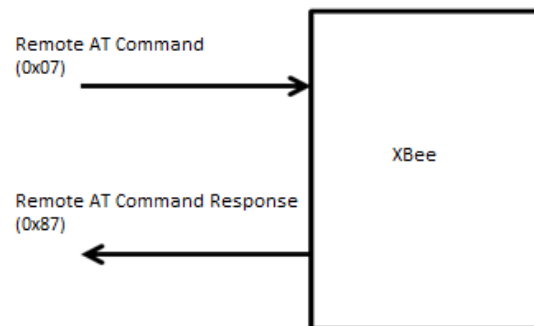 Remote AT Command
(0x07)
XBee
Remote AT Command Response
(0x87)